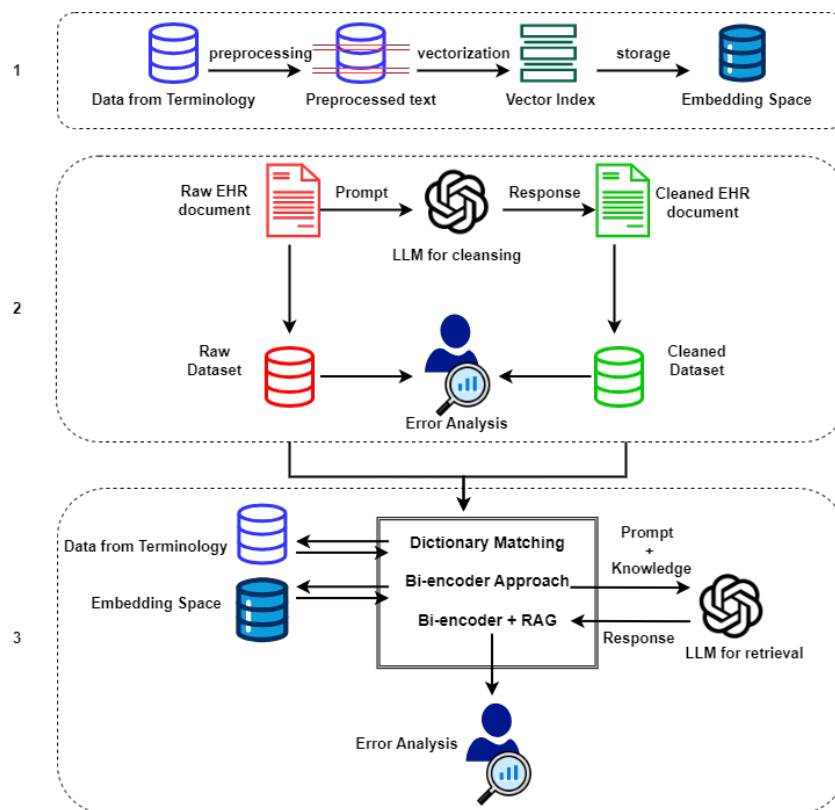 1
preprocessing
vectorization
storage
Data from Terminology
Preprocessed text
Vector Index
Embedding Space
2
Raw EHR
document
Prompt
LLM for cleansing
Response
Cleaned EHR
document
Raw
Dataset
Error Analysis
Cleaned
Dataset
3
Data from Terminology
Embedding Space
Dictionary Matching
Bi-encoder Approach
Bi-encoder + RAG
Prompt
+
Knowledge
Response
LLM for retrieval
Error Analysis